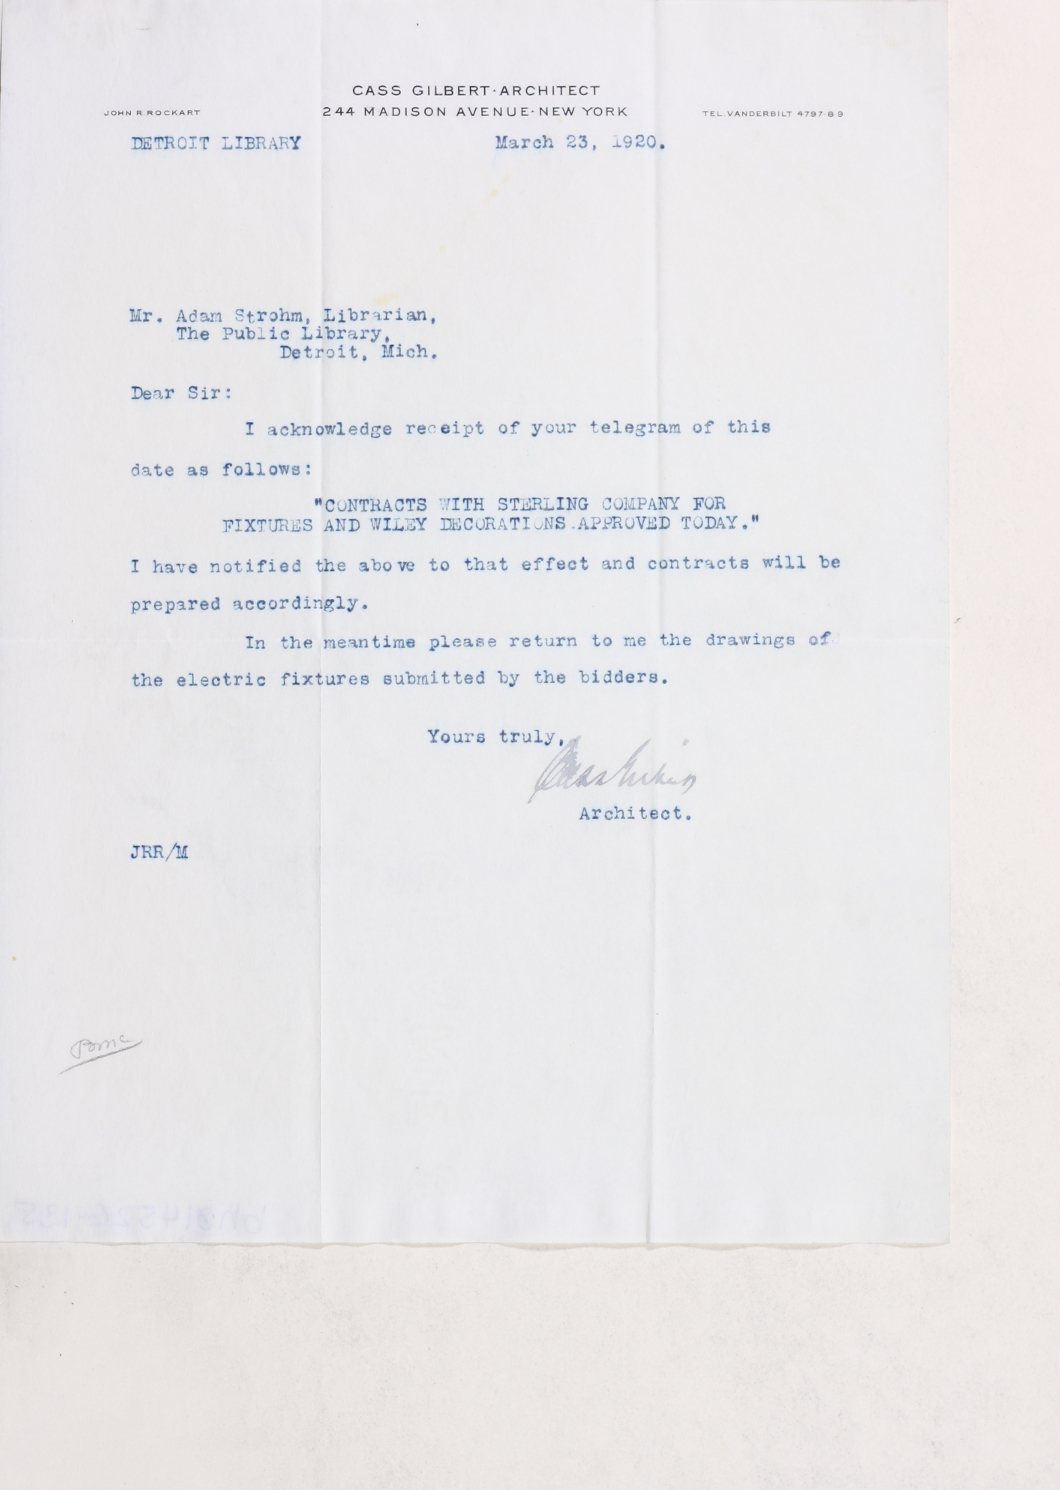 CASS GILBERT·ARCHITECT
JOHN R. ROCKART 244 MADISON AVENUE·NEW YORK TEL. VANDERBILT 4797·8·9
DETROIT LIBRARY March 23, 1920.
Mr. Adam Strohm, Librarian,
The Public Library,
Detroit, Mich.
Dear Sir:
I acknowledge receipt of your telegram of this
date as follows:
"CONTRACTS WITH STERLING COMPANY FOR
FIXTURES AND WILEY DECORATIONS APPROVED TODAY."
I have notified the above to that effect and contracts will be
prepared accordingly.
In the meantime please return to me the drawings of
the electric fixtures submitted by the bidders.
Yours truly,
Cass Gilbert
Architect.
JRR/M